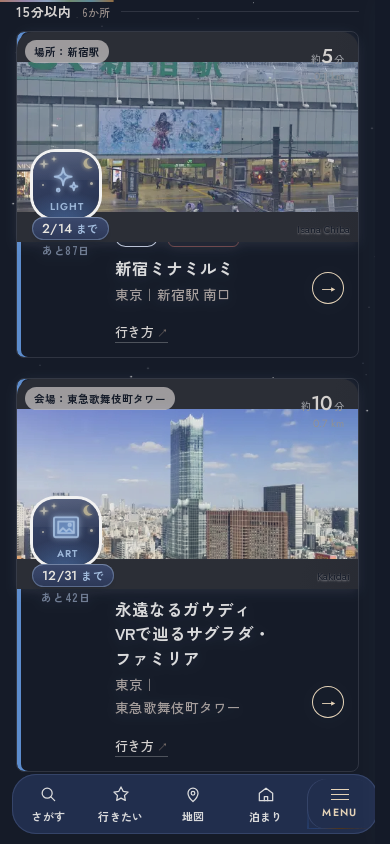 15分以内 6か所
場所：新宿駅
約5分
新宿駅
LIGHT
2/14 まで
Isana Chiba
あと87日
新宿ミナミルミ
東京｜新宿駅 南口
→
行き方 ↗
会場：東急歌舞伎町タワー
約10分
ART
12/31 まで
Kakidai
あと42日
永遠なるガウディ
VRで辿るサグラダ・
ファミリア
東京｜
東急歌舞伎町タワー
→
行き方 ↗
さがす
行きたい
地図
泊まり
MENU